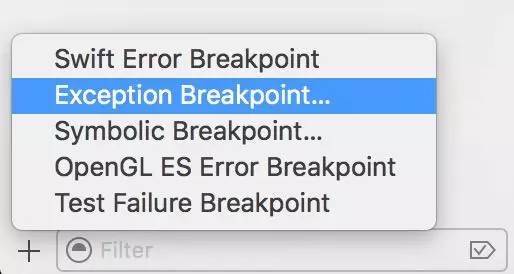 Swift Error Breakpoint
Exception Breakpoint...
Symbolic Breakpoint...
OpenGL ES Error Breakpoint
Test Failure Breakpoint
Filter